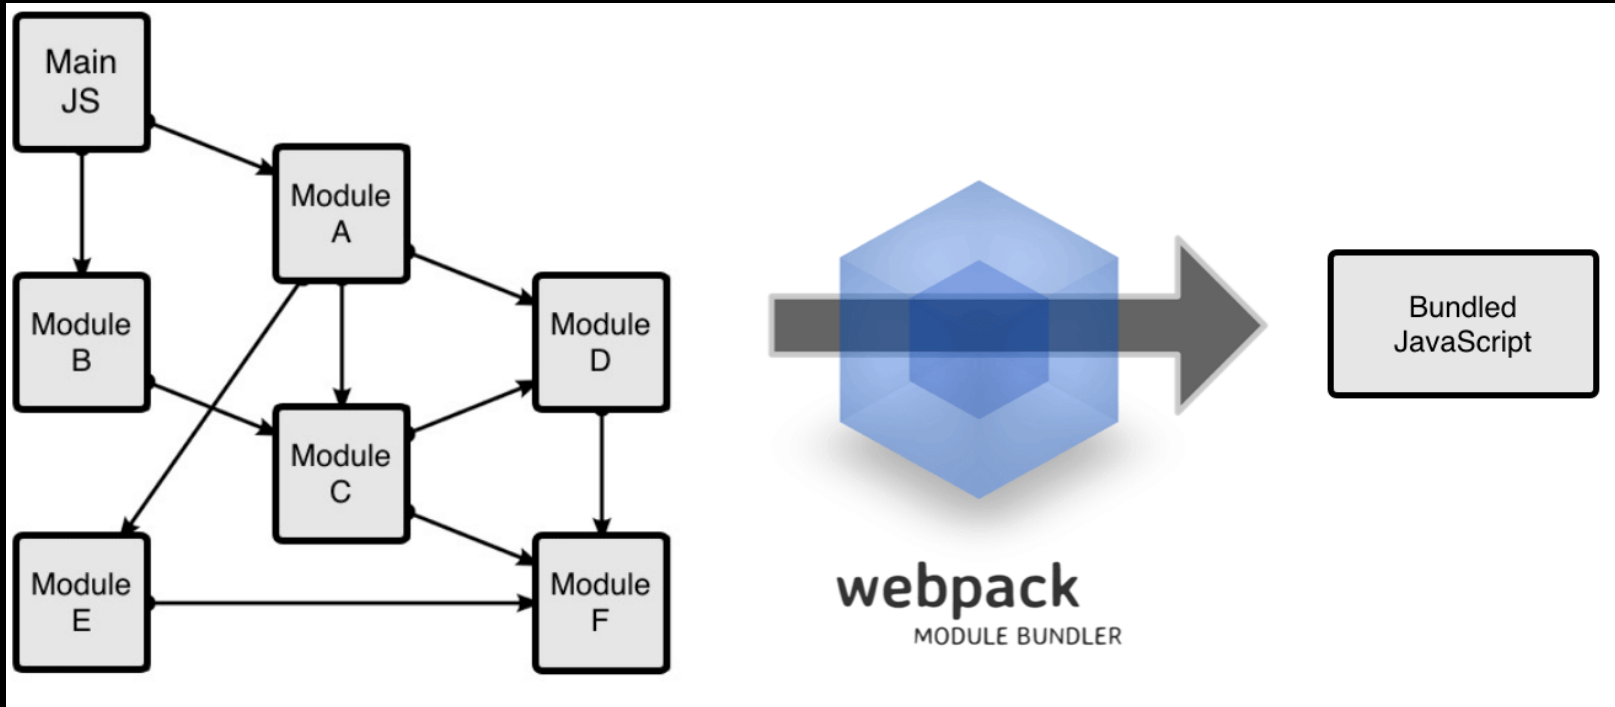 Main
JS
Module
A
Module
B
Module
D
Module
C
Module
E
Module
F
webpack
MODULE BUNDLER
Bundled
JavaScript